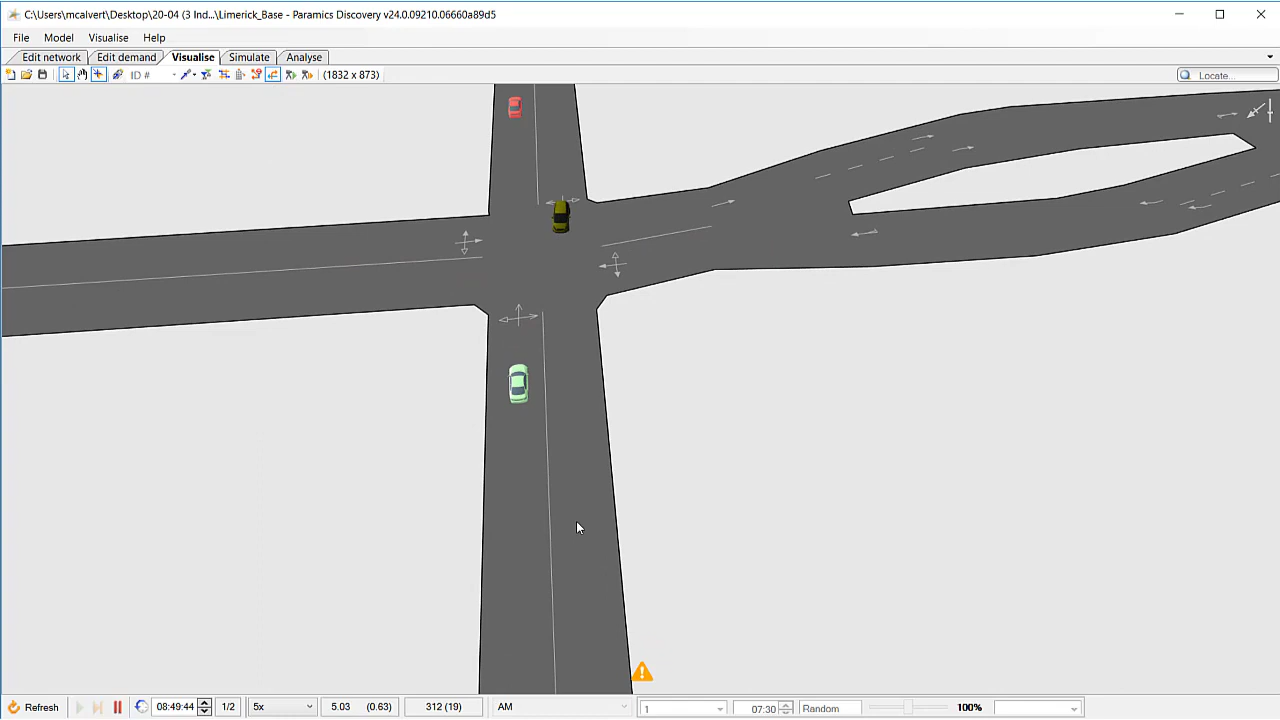 C:\Users\mcalvert\Desktop\20-04 (3 Ind...\Limerick_Base - Paramics Discovery v24.0.09210.06660a89d5
File Model Visualise Help
Edit network Edit demand Visualise Simulate Analyse
ID # (1832 x 873) Locate...
Refresh 08:49:44 1/2 5x 5.03 (0.63) 312 (19) AM 1 07:30 Random 100%